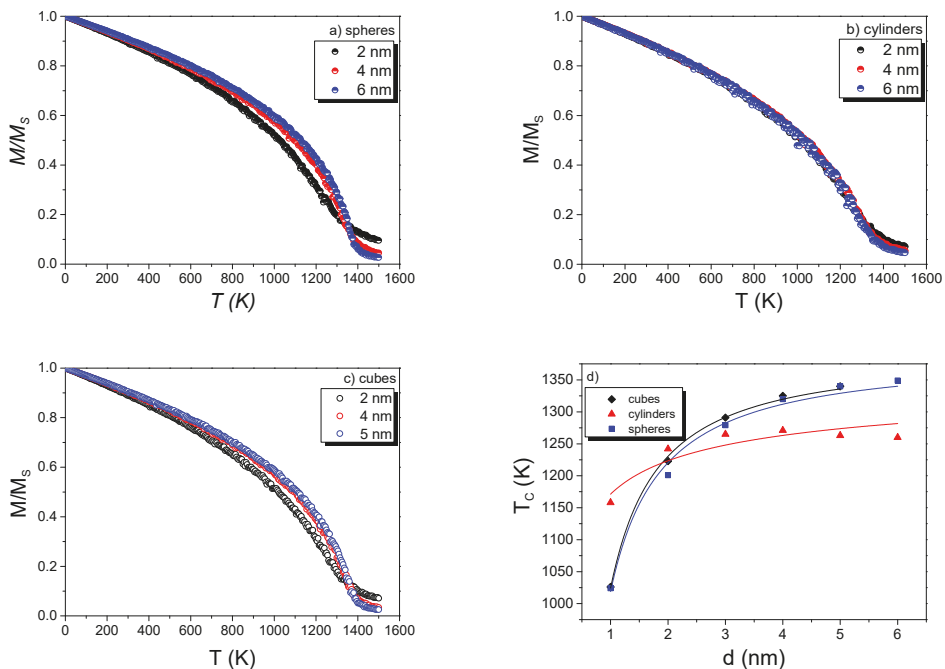 a) spheres
2 nm
4 nm
6 nm
1.0
0.8
0.6
0.4
0.2
0.0
M/Ms
0 200 400 600 800 1000 1200 1400 1600
T (K)
b) cylinders
2 nm
4 nm
6 nm
1.0
0.8
0.6
0.4
0.2
0.0
M/Ms
0 200 400 600 800 1000 1200 1400 1600
T (K)
c) cubes
2 nm
4 nm
5 nm
1.0
0.8
0.6
0.4
0.2
0.0
M/Ms
0 200 400 600 800 1000 1200 1400 1600
T (K)
d)
cubes
cylinders
spheres
1350
1300
1250
1200
1150
1100
1050
1000
TC (K)
1 2 3 4 5 6
d (nm)